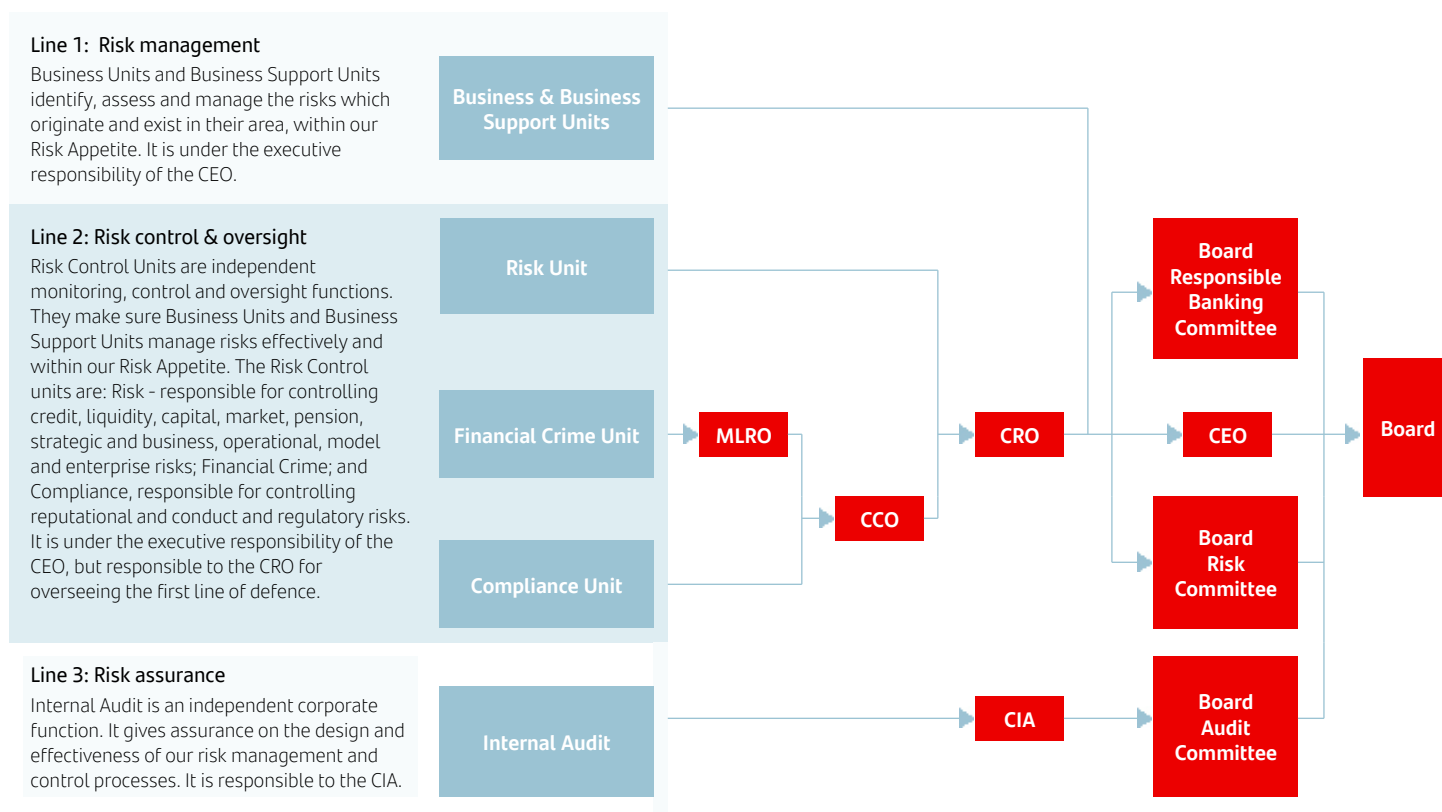 Line 1:  Risk management
Business Units and Business Support Units
identify, assess and manage the risks which
originate and exist in their area, within our
Risk Appetite. It is under the executive
responsibility of the CEO.
Business & Business
Support Units
Line 2: Risk control & oversight
Risk Control Units are independent
monitoring, control and oversight functions.
They make sure Business Units and Business
Support Units manage risks effectively and
within our Risk Appetite. The Risk Control
units are: Risk - responsible for controlling
credit, liquidity, capital, market, pension,
strategic and business, operational, model
and enterprise risks; Financial Crime; and
Compliance, responsible for controlling
reputational and conduct and regulatory risks.
It is under the executive responsibility of the
CEO, but responsible to the CRO for
overseeing the first line of defence.
Risk Unit
Financial Crime Unit
Compliance Unit
MLRO
CCO
CRO
Board
Responsible
Banking
Committee
CEO
Board
Risk
Committee
Board
Line 3: Risk assurance
Internal Audit is an independent corporate
function. It gives assurance on the design and
effectiveness of our risk management and
control processes. It is responsible to the CIA.
Internal Audit
CIA
Board
Audit
Committee